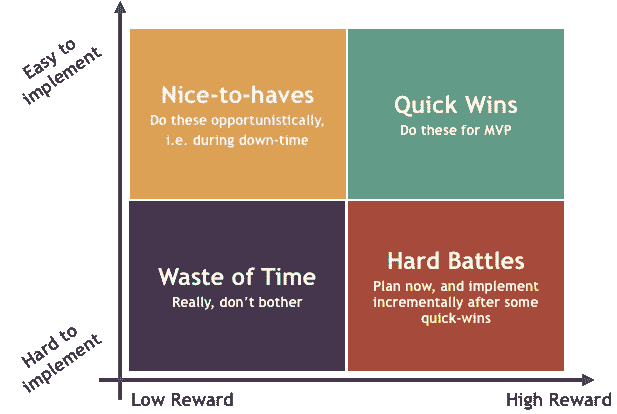 Easy to
implement
Nice-to-haves
Do these opportunistically,
i.e. during down-time
Quick Wins
Do these for MVP
Waste of Time
Really, don't bother
Hard Battles
Plan now, and implement
incrementally after some
quick-wins
Hard to
implement
Low Reward
High Reward